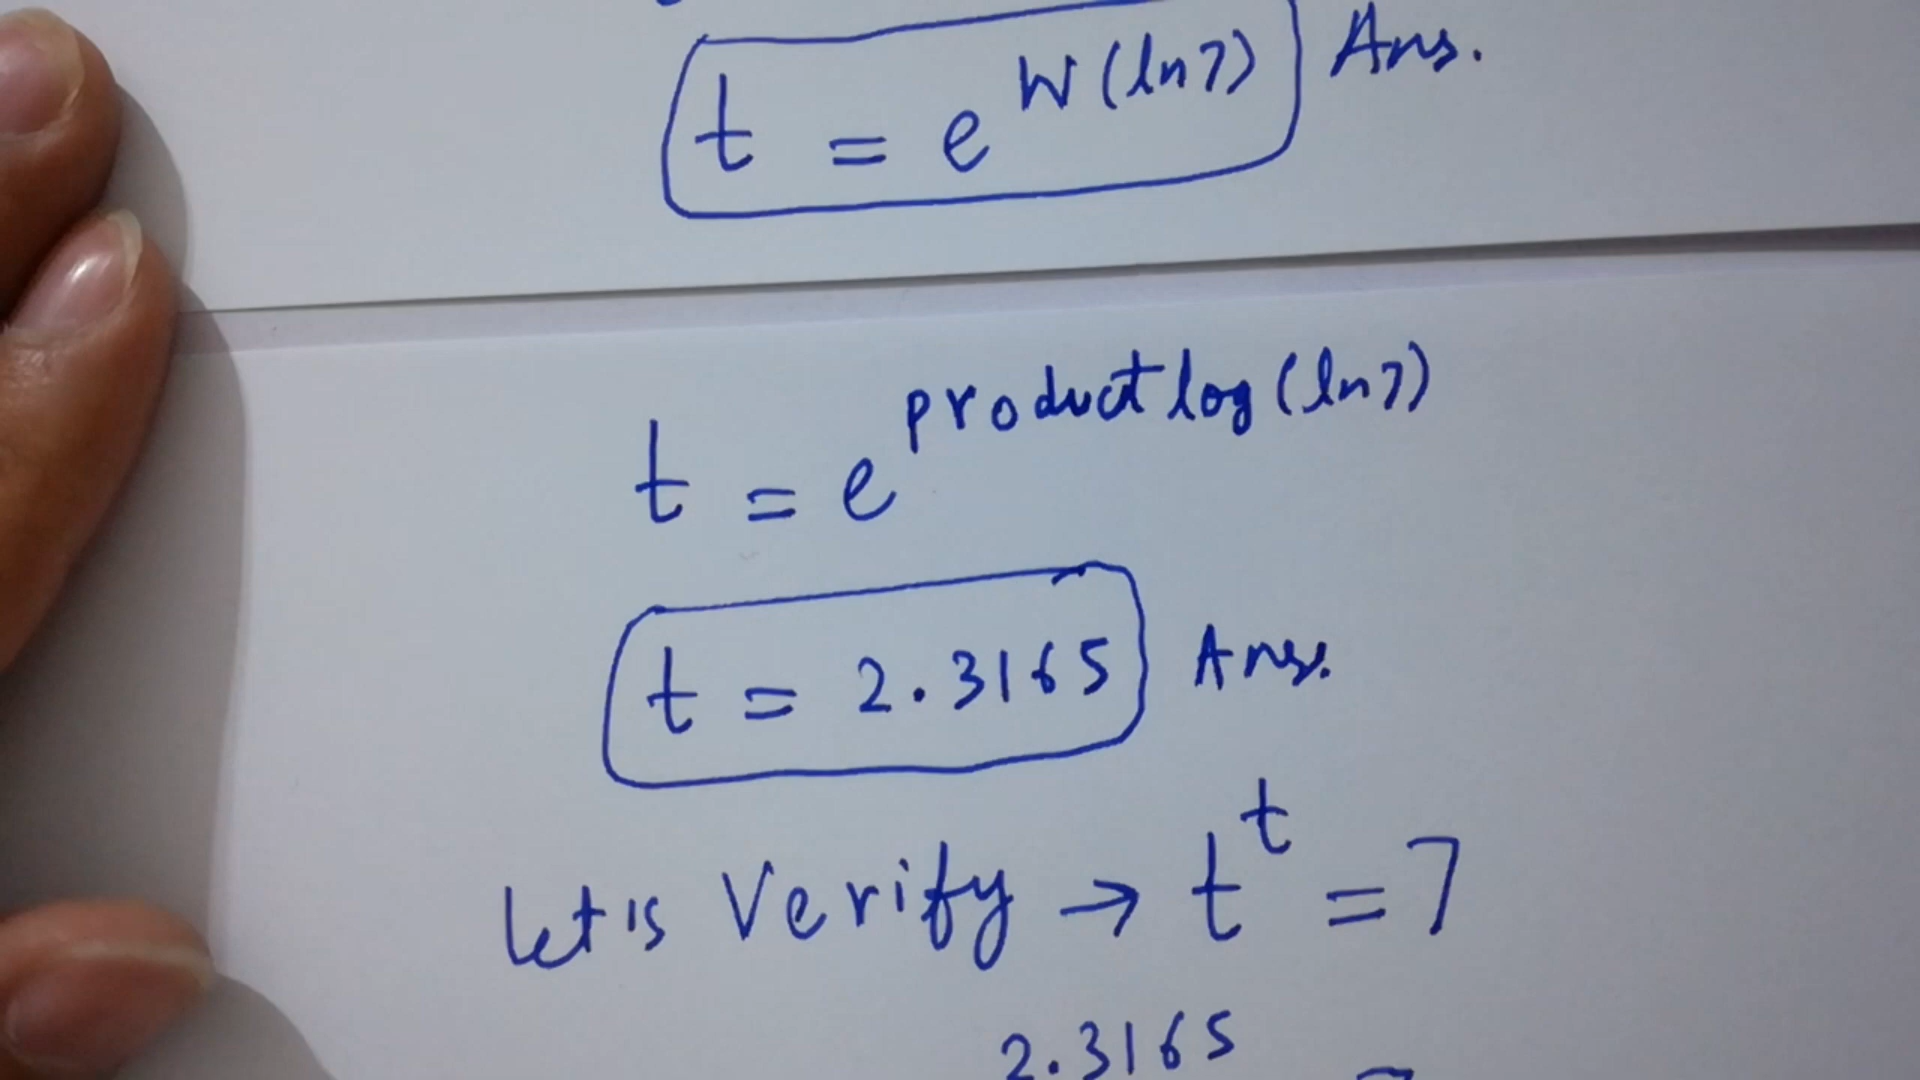 t = e^W(ln7) Ans.
t = e^productlog(ln7)
t = 2.3165 Ans.
Let's Verify → t^t = 7
2.3165